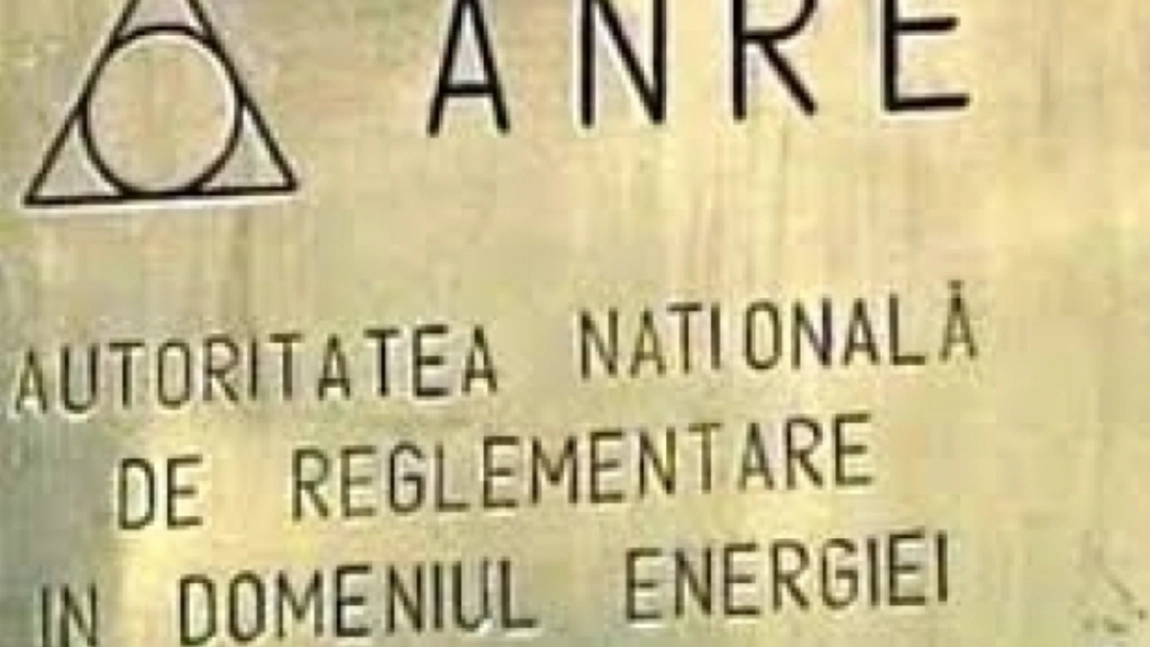 ANRE
AUTORITATEA NATIONALĂ
DE REGLEMENTARE
IN DOMENIUL ENERGIEI